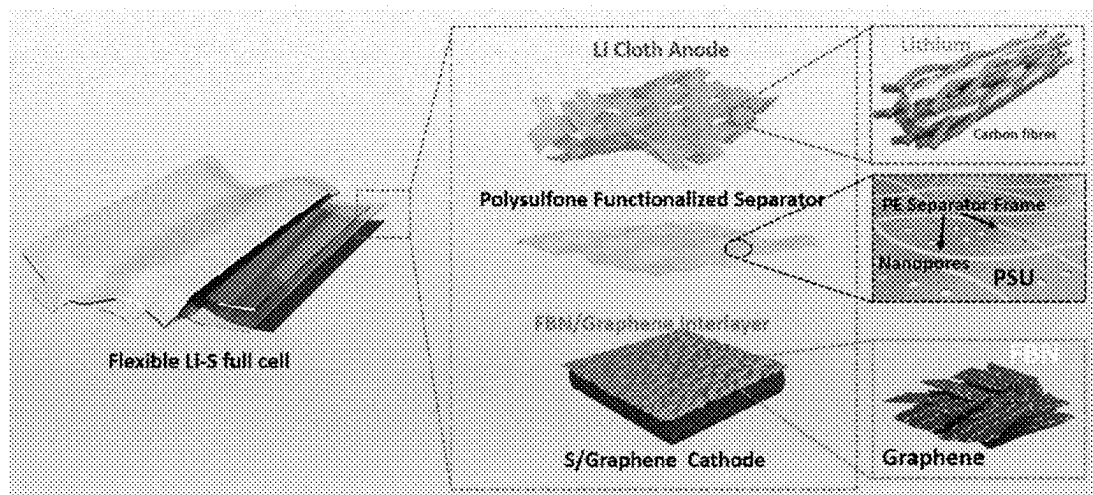 Li Cloth Anode
Lithium
Carbon fibres
Polysulfone Functionalized Separator
PE Separator Frame
Nanopores
PSU
FBN/Graphene Interlayer
FBN
Flexible Li-S full cell
S/Graphene Cathode
Graphene